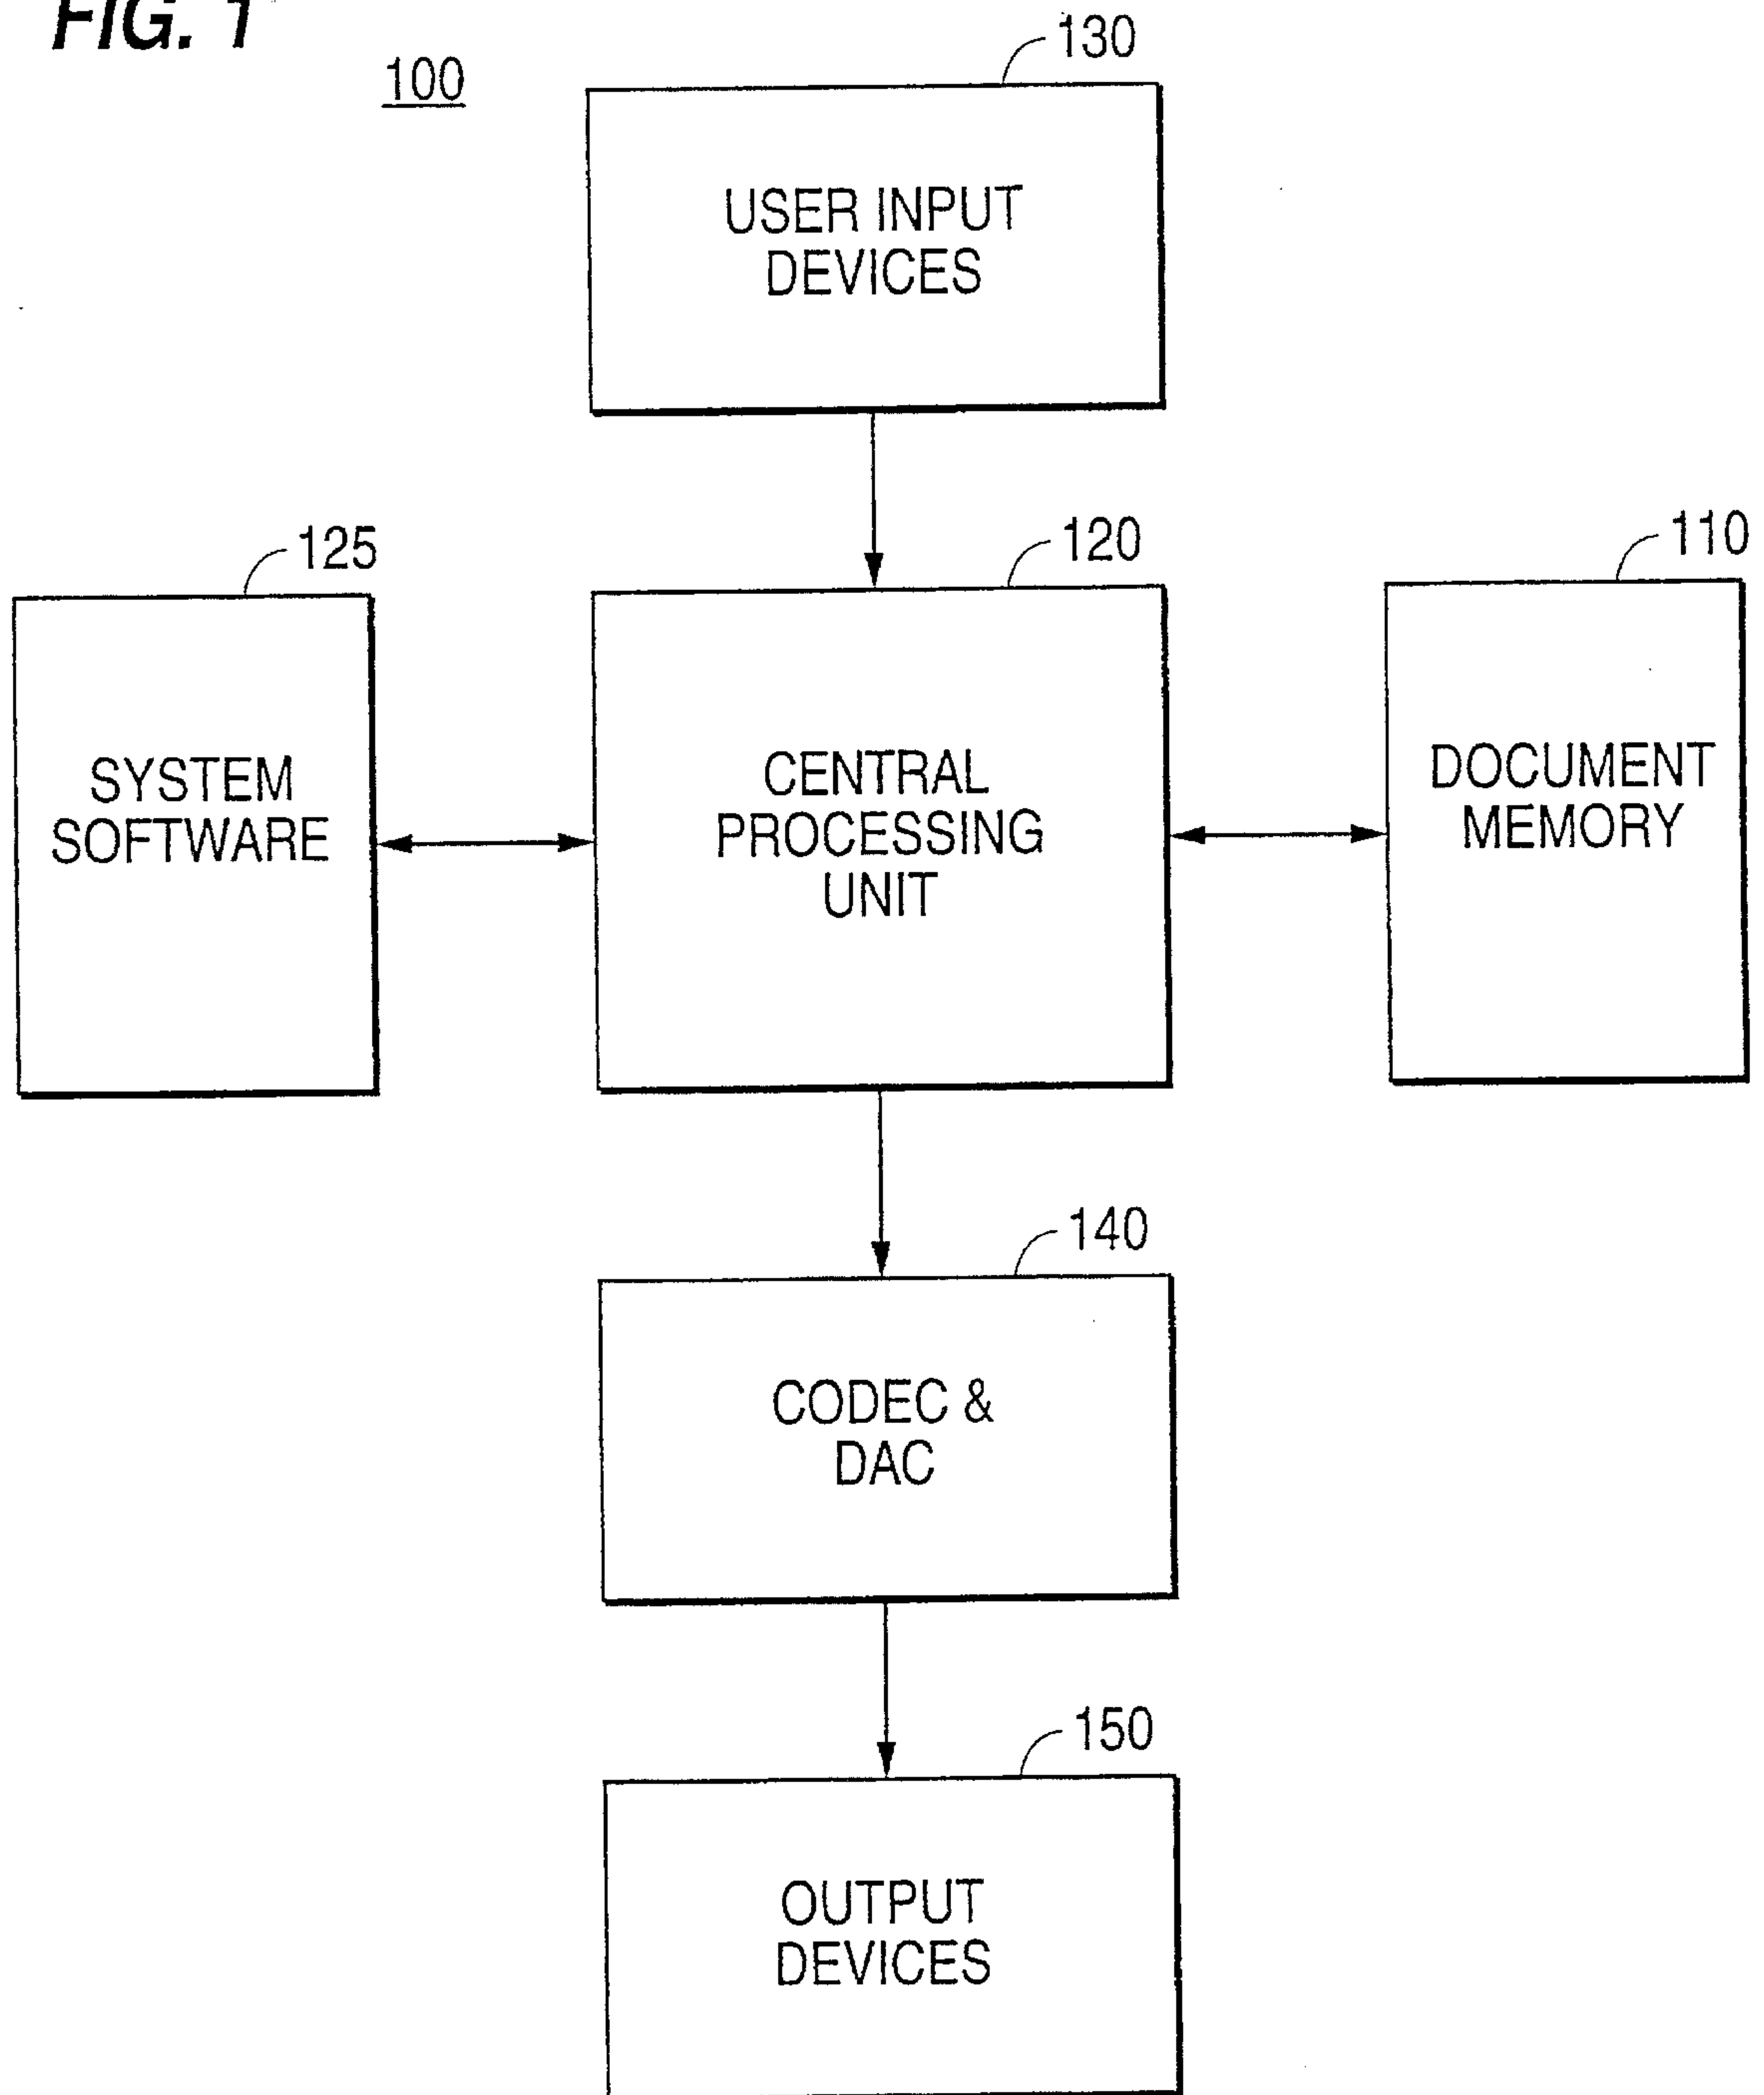 FIG. 1
100
130
USER INPUT
DEVICES
125
120
110
SYSTEM
SOFTWARE
CENTRAL
PROCESSING
UNIT
DOCUMENT
MEMORY
140
CODEC &
DAC
150
OUTPUT
DEVICES